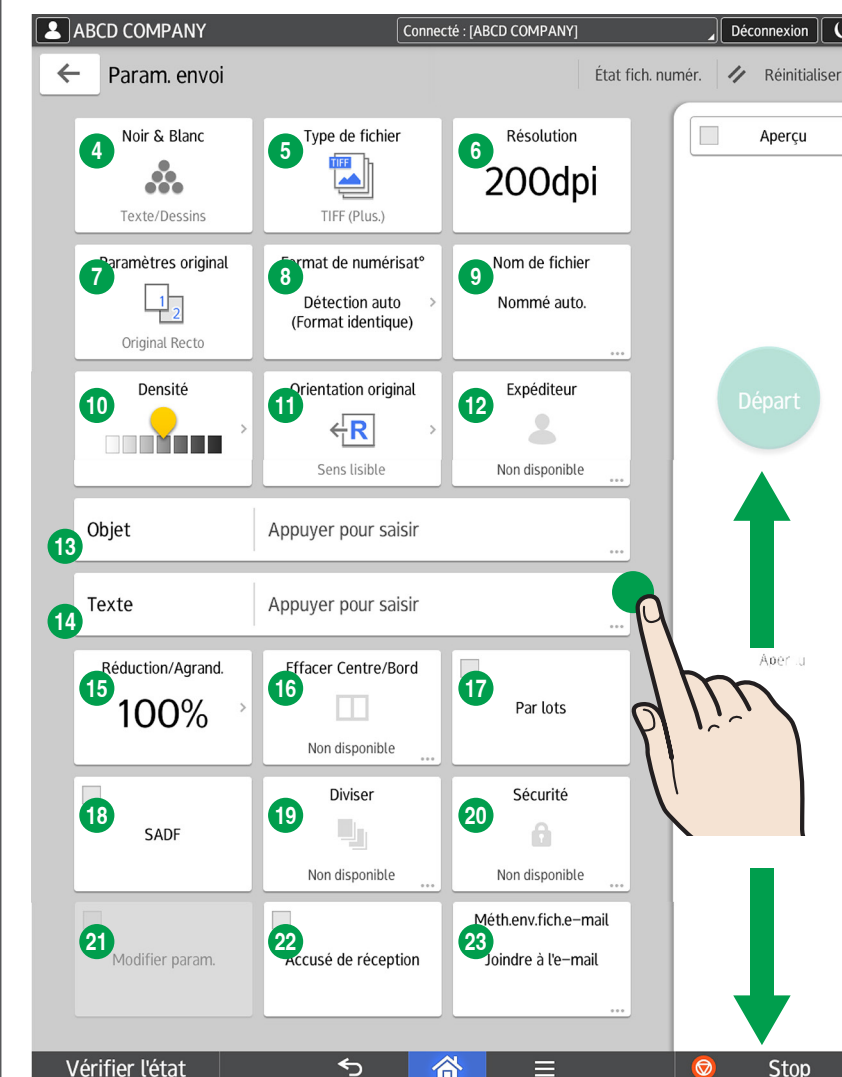 ABCD COMPANY
Connecté : [ABCD COMPANY]
Déconnexion
Param. envoi
État fich. numér.
Réinitialiser
4
Noir & Blanc
Texte/Dessins
5
Type de fichier
TIFF
TIFF (Plus.)
6
Résolution
200dpi
Aperçu
7
Paramètres original
1
2
Original Recto
8
Format de numérisat°
Détection auto
(Format identique)
9
Nom de fichier
Nommé auto.
10
Densité
11
Orientation original
R
Sens lisible
12
Expéditeur
Non disponible
Départ
13
Objet
Appuyer pour saisir
14
Texte
Appuyer pour saisir
15
Réduction/Agrand.
100%
16
Effacer Centre/Bord
Non disponible
17
Par lots
18
SADF
19
Diviser
Non disponible
20
Sécurité
Non disponible
21
Modifier param.
22
Accusé de réception
23
Méth.env.fich.e-mail
Joindre à l'e-mail
Vérifier l'état
Stop